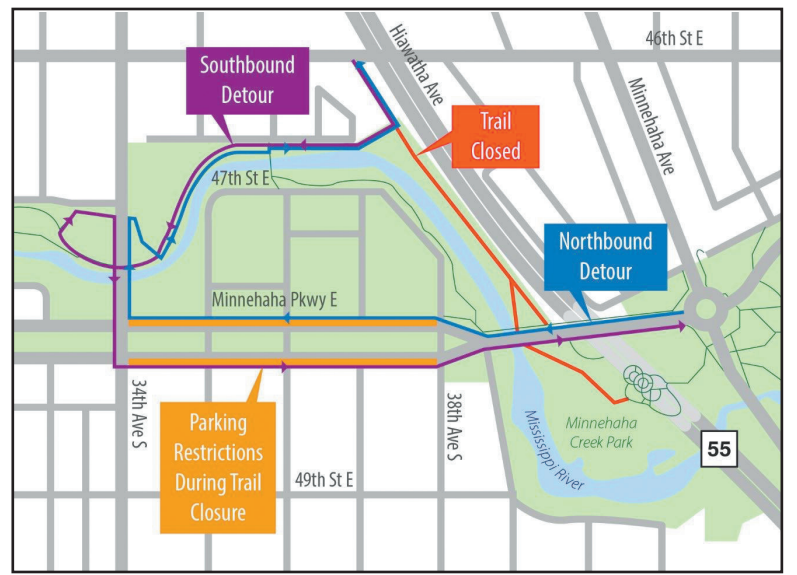 46th St E
Hiawatha Ave
Southbound
Detour
Minnehaha Ave
Trail
Closed
47th St E
Northbound
Detour
Minnehaha Pkwy E
34th Ave S
38th Ave S
Parking
Restrictions
During Trail
Closure
Mississippi River
Minnehaha
Creek Park
55
49th St E